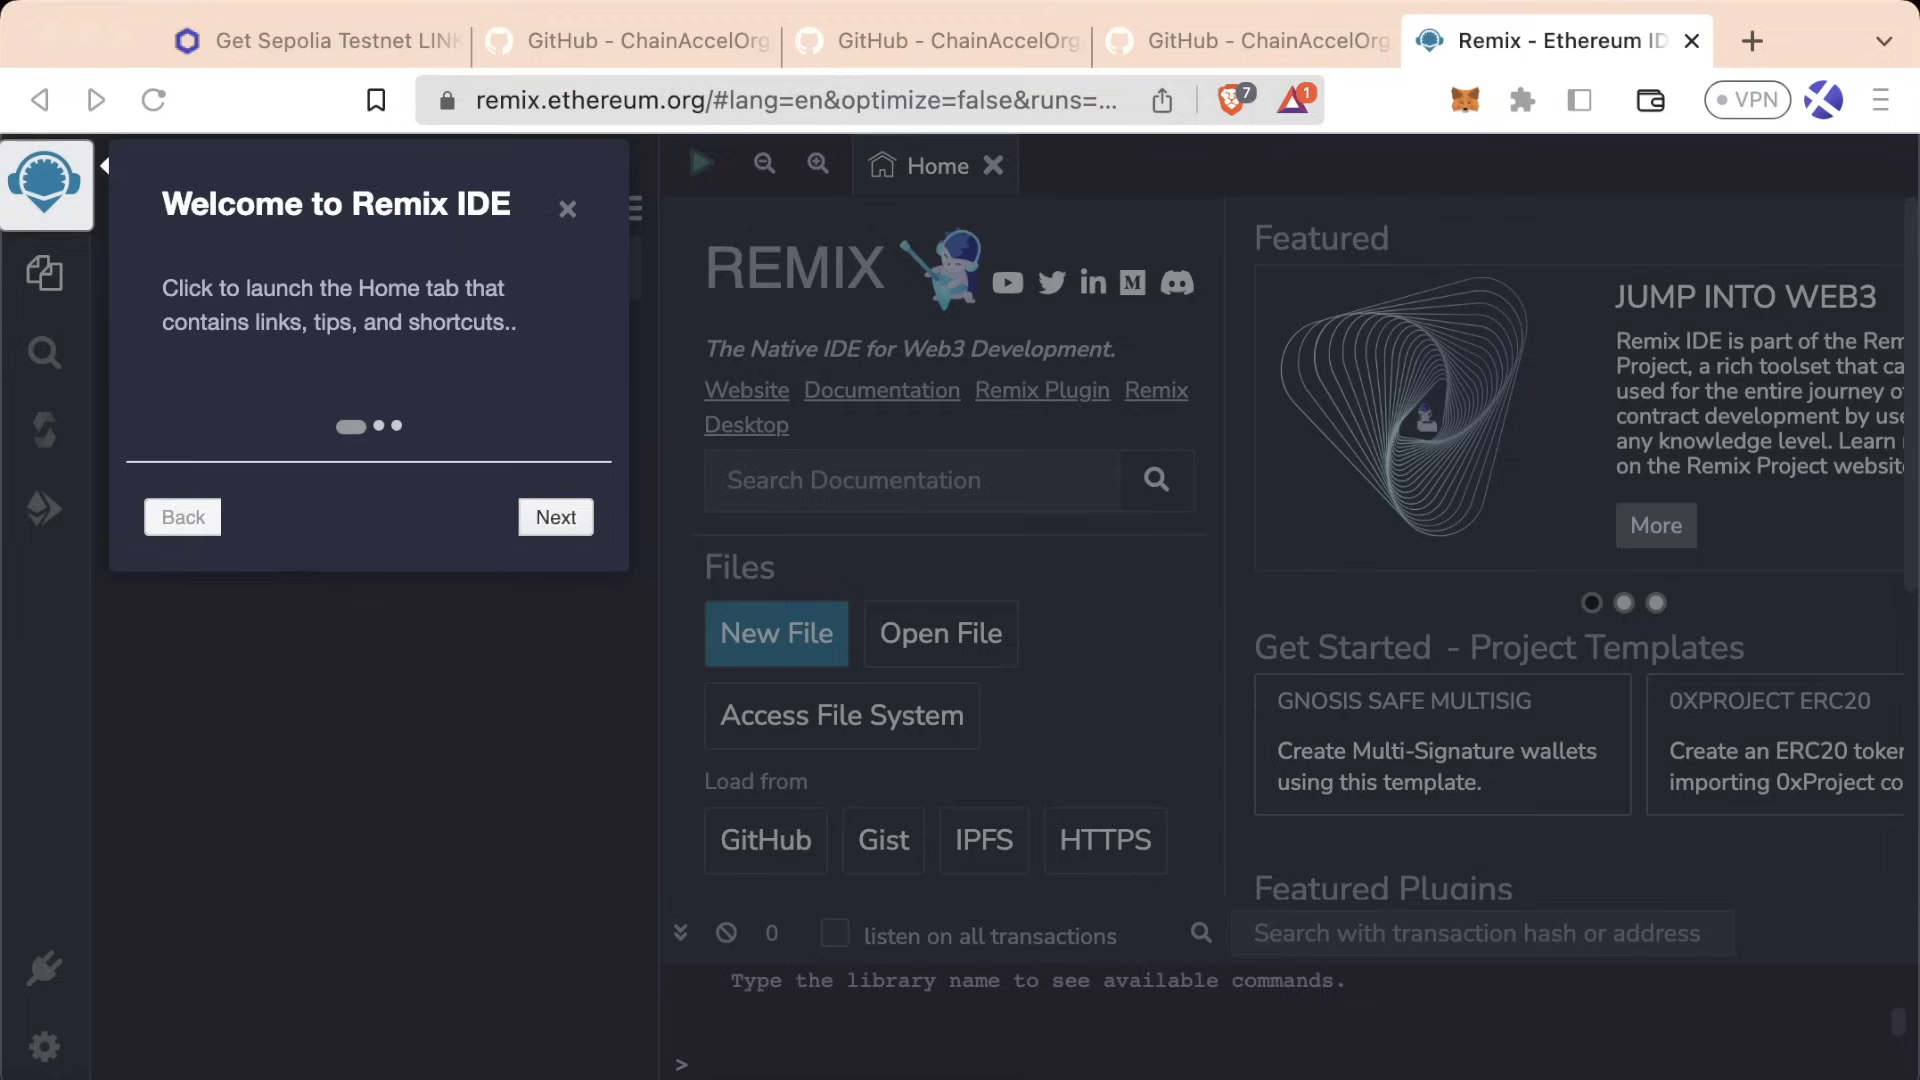 Get Sepolia Testnet LINK
GitHub - ChainAccelOrg
GitHub - ChainAccelOrg
GitHub - ChainAccelOrg
Remix - Ethereum ID
remix.ethereum.org/#lang=en&optimize=false&runs=...
7
1
VPN
Welcome to Remix IDE
Click to launch the Home tab that
contains links, tips, and shortcuts..
Back
Next
Home
REMIX
The Native IDE for Web3 Development.
Website Documentation Remix Plugin Remix
Desktop
Search Documentation
Files
New File
Open File
Access File System
Load from
GitHub
Gist
IPFS
HTTPS
Featured
JUMP INTO WEB3
Remix IDE is part of the Rem
Project, a rich toolset that ca
used for the entire journey o
contract development by use
any knowledge level. Learn
on the Remix Project websit
More
Get Started - Project Templates
GNOSIS SAFE MULTISIG
Create Multi-Signature wallets
using this template.
0XPROJECT ERC20
Create an ERC20 token
importing 0xProject co
Featured Plugins
0
listen on all transactions
Search with transaction hash or address
Type the library name to see available commands.
>